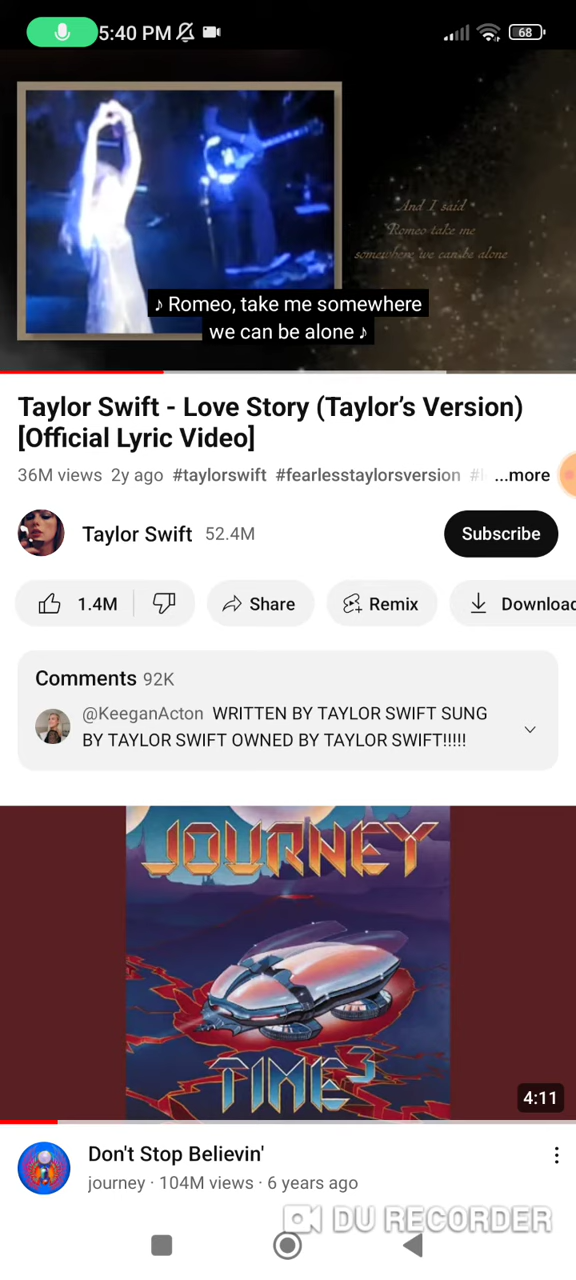 5:40 PM
68
And I said
Romeo take me
somewhere we can be alone
♪ Romeo, take me somewhere
we can be alone ♪
Taylor Swift - Love Story (Taylor’s Version)
[Official Lyric Video]
36M views 2y ago #taylorswift #fearlesstaylorsversion ...more
Taylor Swift 52.4M
Subscribe
1.4M Share Remix Download
Comments 92K
@KeeganActon WRITTEN BY TAYLOR SWIFT SUNG
BY TAYLOR SWIFT OWNED BY TAYLOR SWIFT!!!!!
JOURNEY
TIME3
4:11
Don't Stop Believin'
journey · 104M views · 6 years ago
DU RECORDER